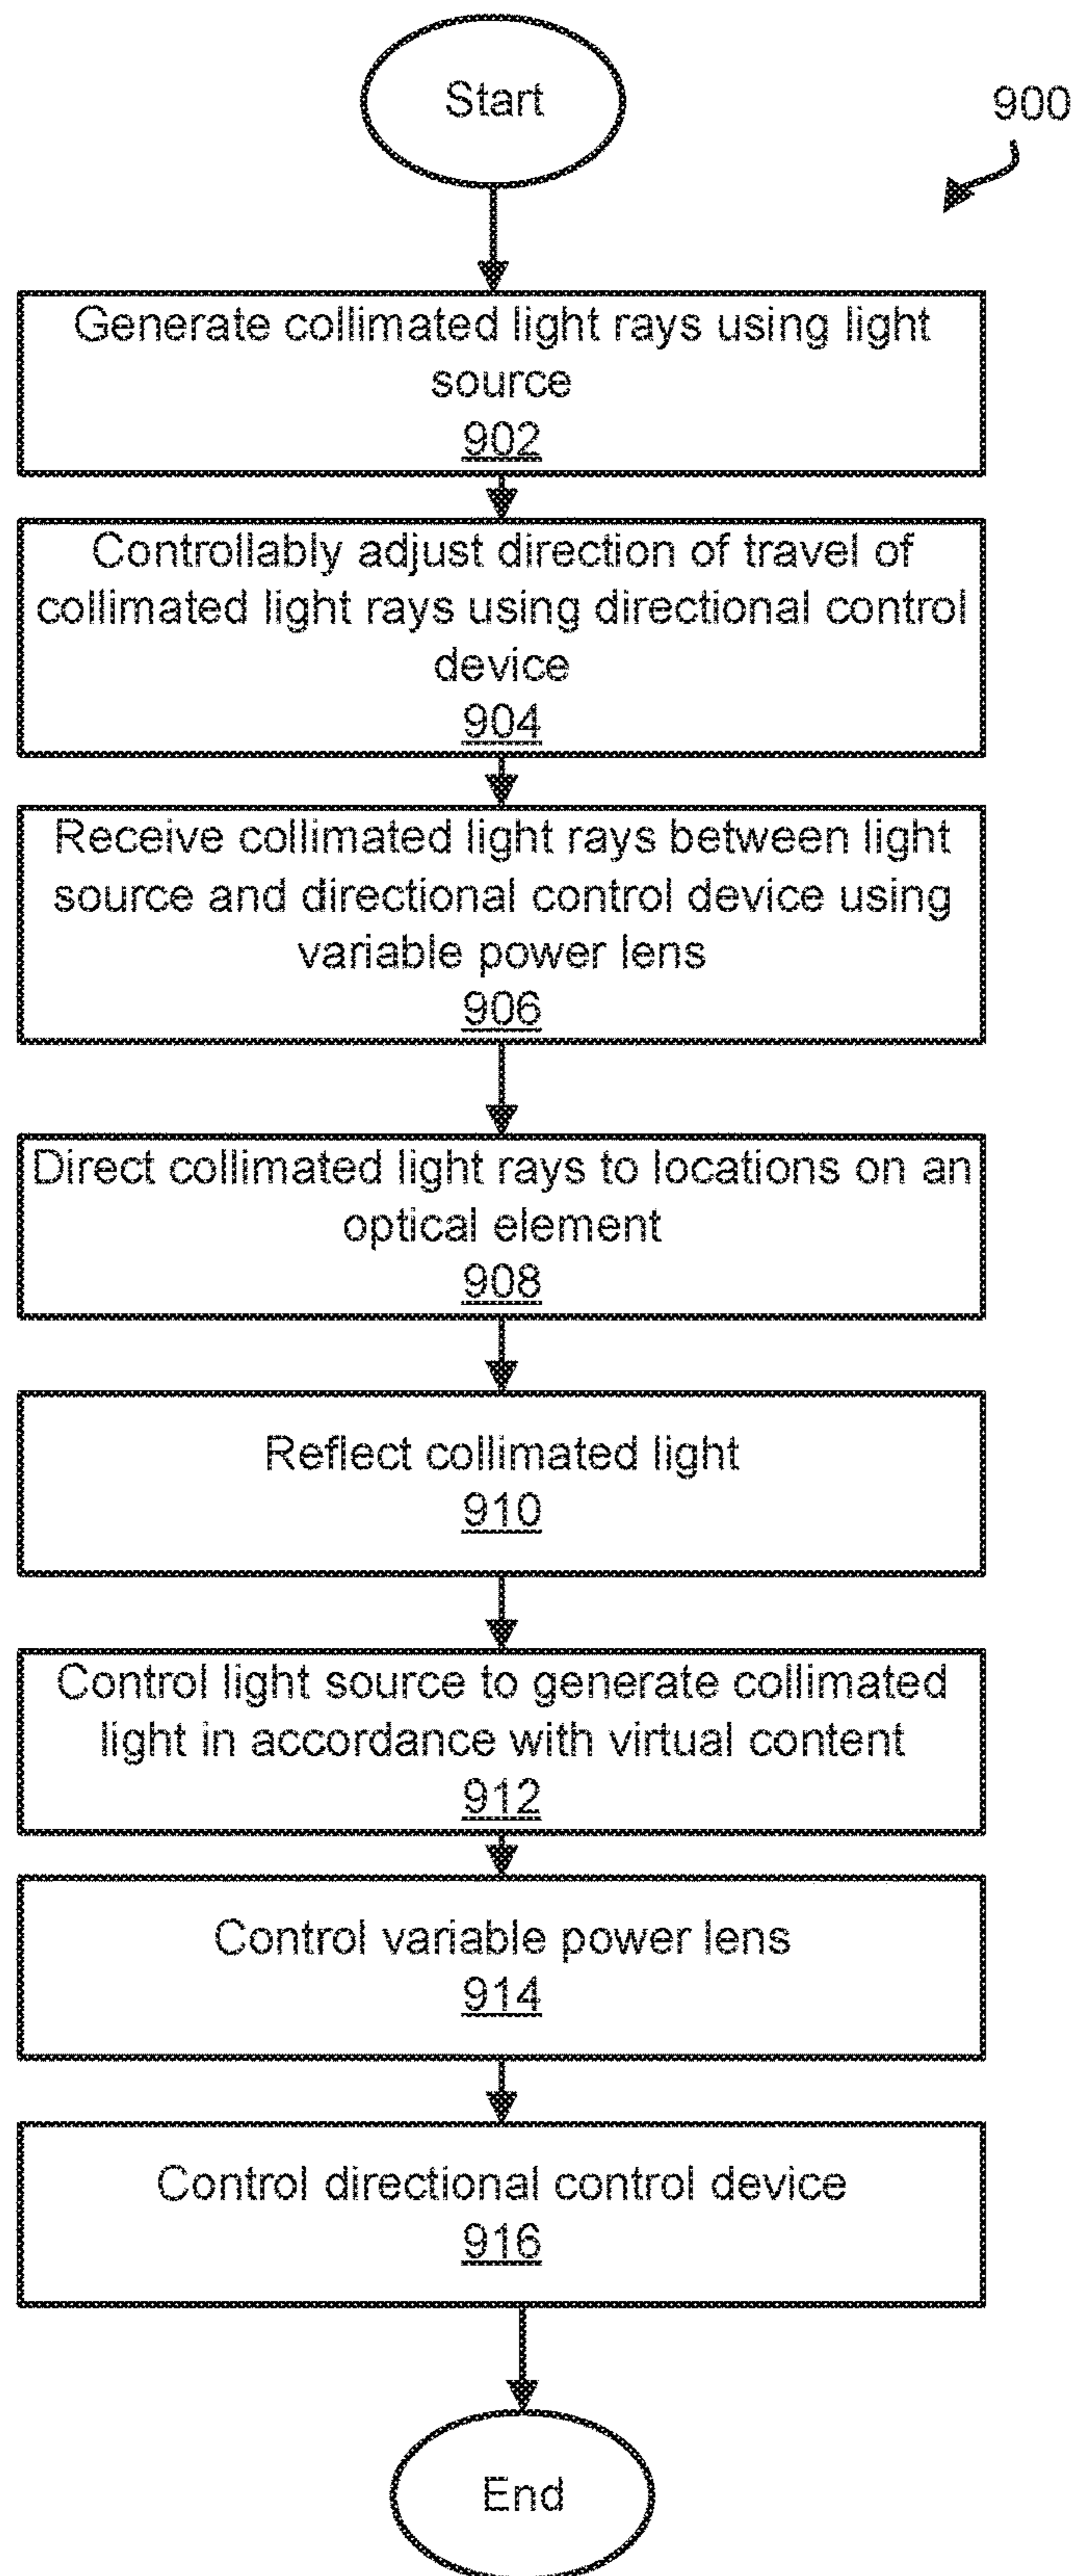 Start
900
Generate collimated light rays using light
source
902
Controllably adjust direction of travel of
collimated light rays using directional control
device
904
Receive collimated light rays between light
source and directional control device using
variable power lens
906
Direct collimated light rays to locations on an
optical element
908
Reflect collimated light
910
Control light source to generate collimated
light in accordance with virtual content
912
Control variable power lens
914
Control directional control device
916
End